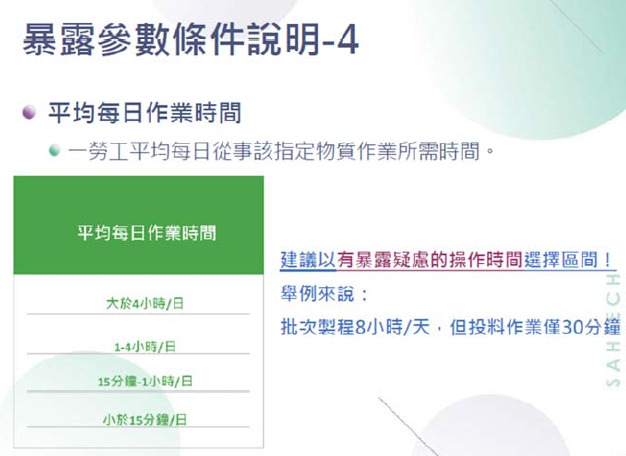 暴露參數條件說明-4
平均每日作業時間
一勞工平均每日從事該指定物質作業所需時間。
平均每日作業時間
大於4小時/日
1-4小時/日
15分鐘-1小時/日
小於15分鐘/日
建議以有暴露疑慮的操作時間選擇區間！
舉例來說：
批次製程8小時/天，但投料作業僅30分鐘
SAHTECH